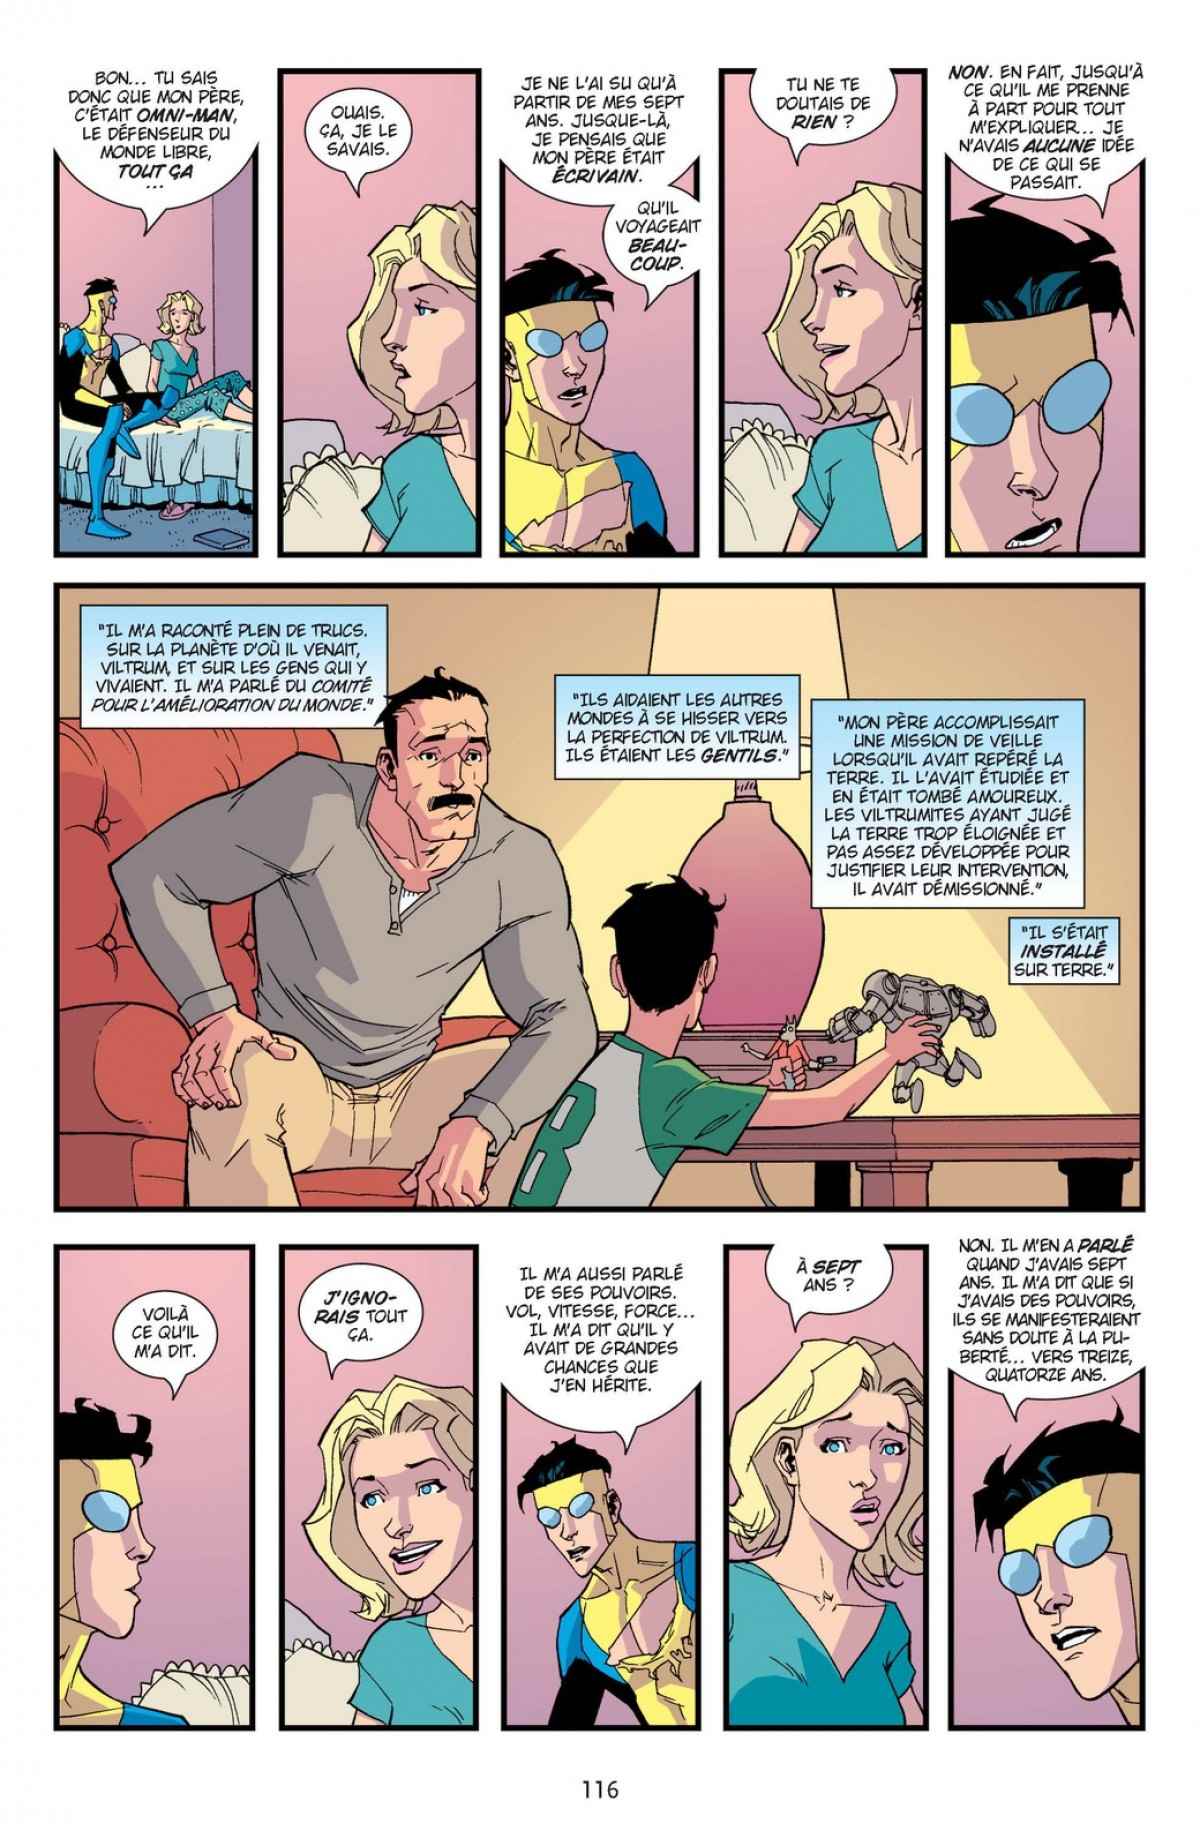 BON... TU SAIS
DONC QUE MON PÈRE,
C'ÉTAIT OMNI-MAN,
LE DÉFENSEUR DU
MONDE LIBRE,
TOUT ÇA
...
OUAIS.
ÇA, JE LE
SAVAIS.
JE NE L'AI SU QU'À
PARTIR DE MES SEPT
ANS. JUSQUE-LÀ,
JE PENSAIS QUE
MON PÈRE ÉTAIT
ÉCRIVAIN.
QU'IL
VOYAGEAIT
BEAU-
COUP.
TU NE TE
DOUTAIS DE
RIEN ?
NON. EN FAIT, JUSQU'À
CE QU'IL ME PRENNE
À PART POUR TOUT
M'EXPLIQUER... JE
N'AVAIS AUCUNE IDÉE
DE CE QUI SE
PASSAIT.
"IL M'A RACONTÉ PLEIN DE TRUCS.
SUR LA PLANÈTE D'OÙ IL VENAIT,
VILTRUM, ET SUR LES GENS QUI Y
VIVAIENT. IL M'A PARLÉ DU COMITÉ
POUR L'AMÉLIORATION DU MONDE."
"ILS AIDAIENT LES AUTRES
MONDES À SE HISSER VERS
LA PERFECTION DE VILTRUM.
ILS ÉTAIENT LES GENTILS."
"MON PÈRE ACCOMPLISSAIT
UNE MISSION DE VEILLE
LORSQU'IL AVAIT REPÉRÉ LA
TERRE. IL L'AVAIT ÉTUDIÉE ET
EN ÉTAIT TOMBÉ AMOUREUX.
LES VILTRUMITES AYANT JUGÉ
LA TERRE TROP ÉLOIGNÉE ET
PAS ASSEZ DÉVELOPPÉE POUR
JUSTIFIER LEUR INTERVENTION,
IL AVAIT DÉMISSIONNÉ."
"IL S'ÉTAIT
INSTALLÉ
SUR TERRE."
B
VOILÀ
CE QU'IL
M'A DIT.
J'IGNO-
RAIS TOUT
ÇA.
IL M'A AUSSI PARLÉ
DE SES POUVOIRS.
VOL, VITESSE, FORCE...
IL M'A DIT QU'IL Y
AVAIT DE GRANDES
CHANCES QUE
J'EN HÉRITE.
À SEPT
ANS ?
NON. IL M'EN A PARLÉ
QUAND J'AVAIS SEPT
ANS. IL M'A DIT QUE SI
J'AVAIS DES POUVOIRS,
ILS SE MANIFESTERAIENT
SANS DOUTE À LA PU-
BERTÉ... VERS TREIZE,
QUATORZE ANS.
116